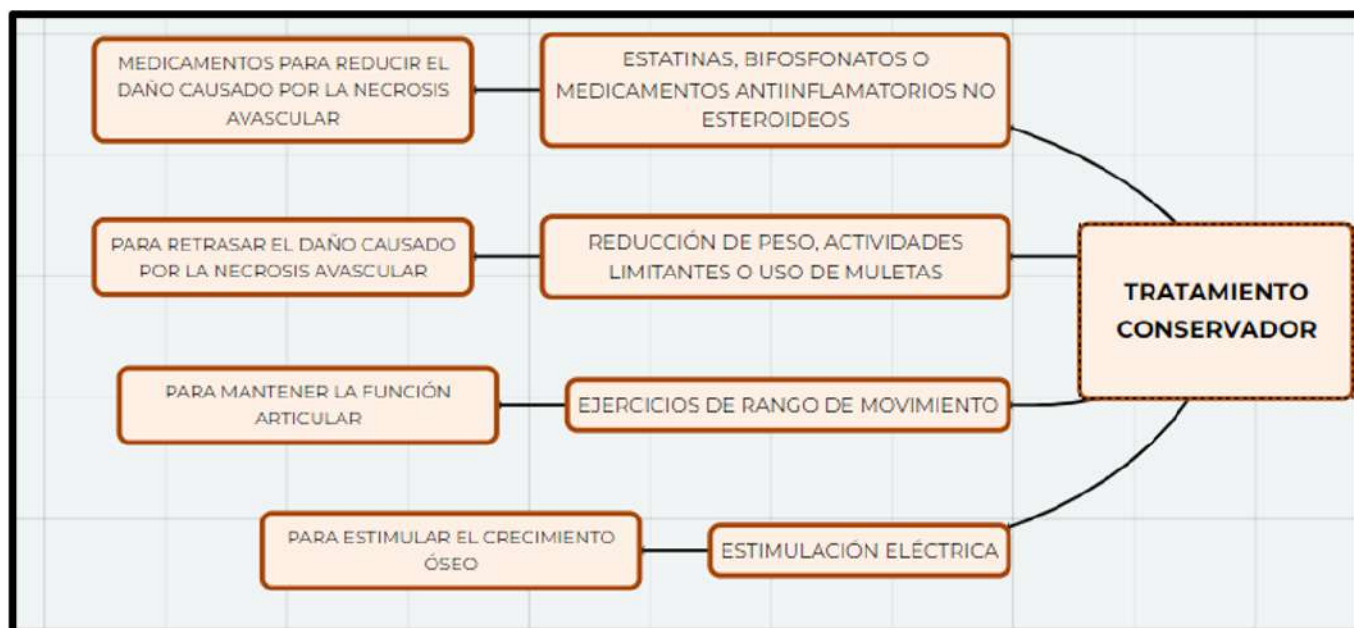 MEDICAMENTOS PARA REDUCIR EL
DAÑO CAUSADO POR LA NECROSIS
AVASCULAR
ESTATINAS, BIFOSFONATOS O
MEDICAMENTOS ANTIINFLAMATORIOS NO
ESTEROIDEOS
PARA RETRASAR EL DAÑO CAUSADO
POR LA NECROSIS AVASCULAR
REDUCCIÓN DE PESO, ACTIVIDADES
LIMITANTES O USO DE MULETAS
TRATAMIENTO
CONSERVADOR
PARA MANTENER LA FUNCIÓN
ARTICULAR
EJERCICIOS DE RANGO DE MOVIMIENTO
PARA ESTIMULAR EL CRECIMIENTO
ÓSEO
ESTIMULACIÓN ELÉCTRICA